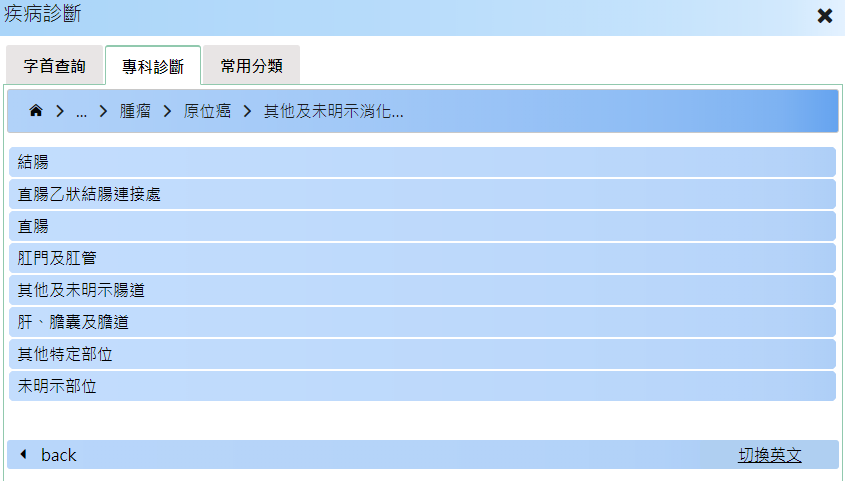 疾病診斷
字首查詢 專科診斷 常用分類
... 腫瘤 原位癌 其他及未明示消化...
結腸
直腸乙狀結腸連接處
直腸
肛門及肛管
其他及未明示腸道
肝、膽囊及膽道
其他特定部位
未明示部位
back 切換英文